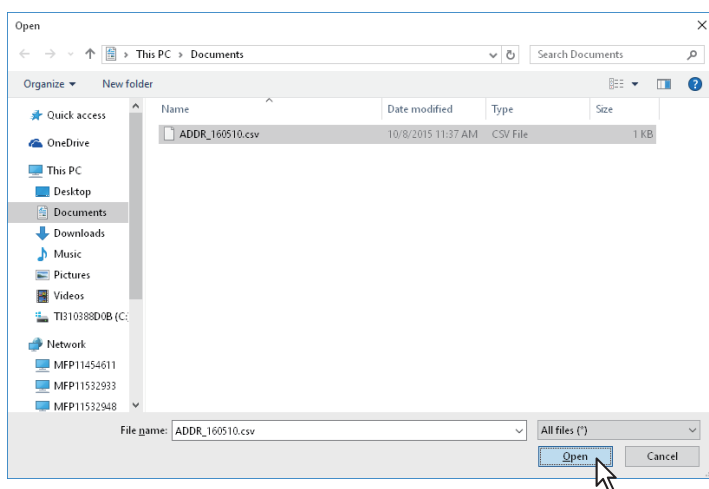 Open
This PC › Documents
Search Documents
Organize
New folder
?
Name
Date modified
Type
Size
ADDR_160510.csv
10/8/2015 11:37 AM
CSV File
1 KB
Quick access
OneDrive
This PC
Desktop
Documents
Downloads
Music
Pictures
Videos
TI310388D0B (C:
Network
MFP11454611
MFP11532933
MFP11532948
File name: ADDR_160510.csv
All files (*)
Open
Cancel